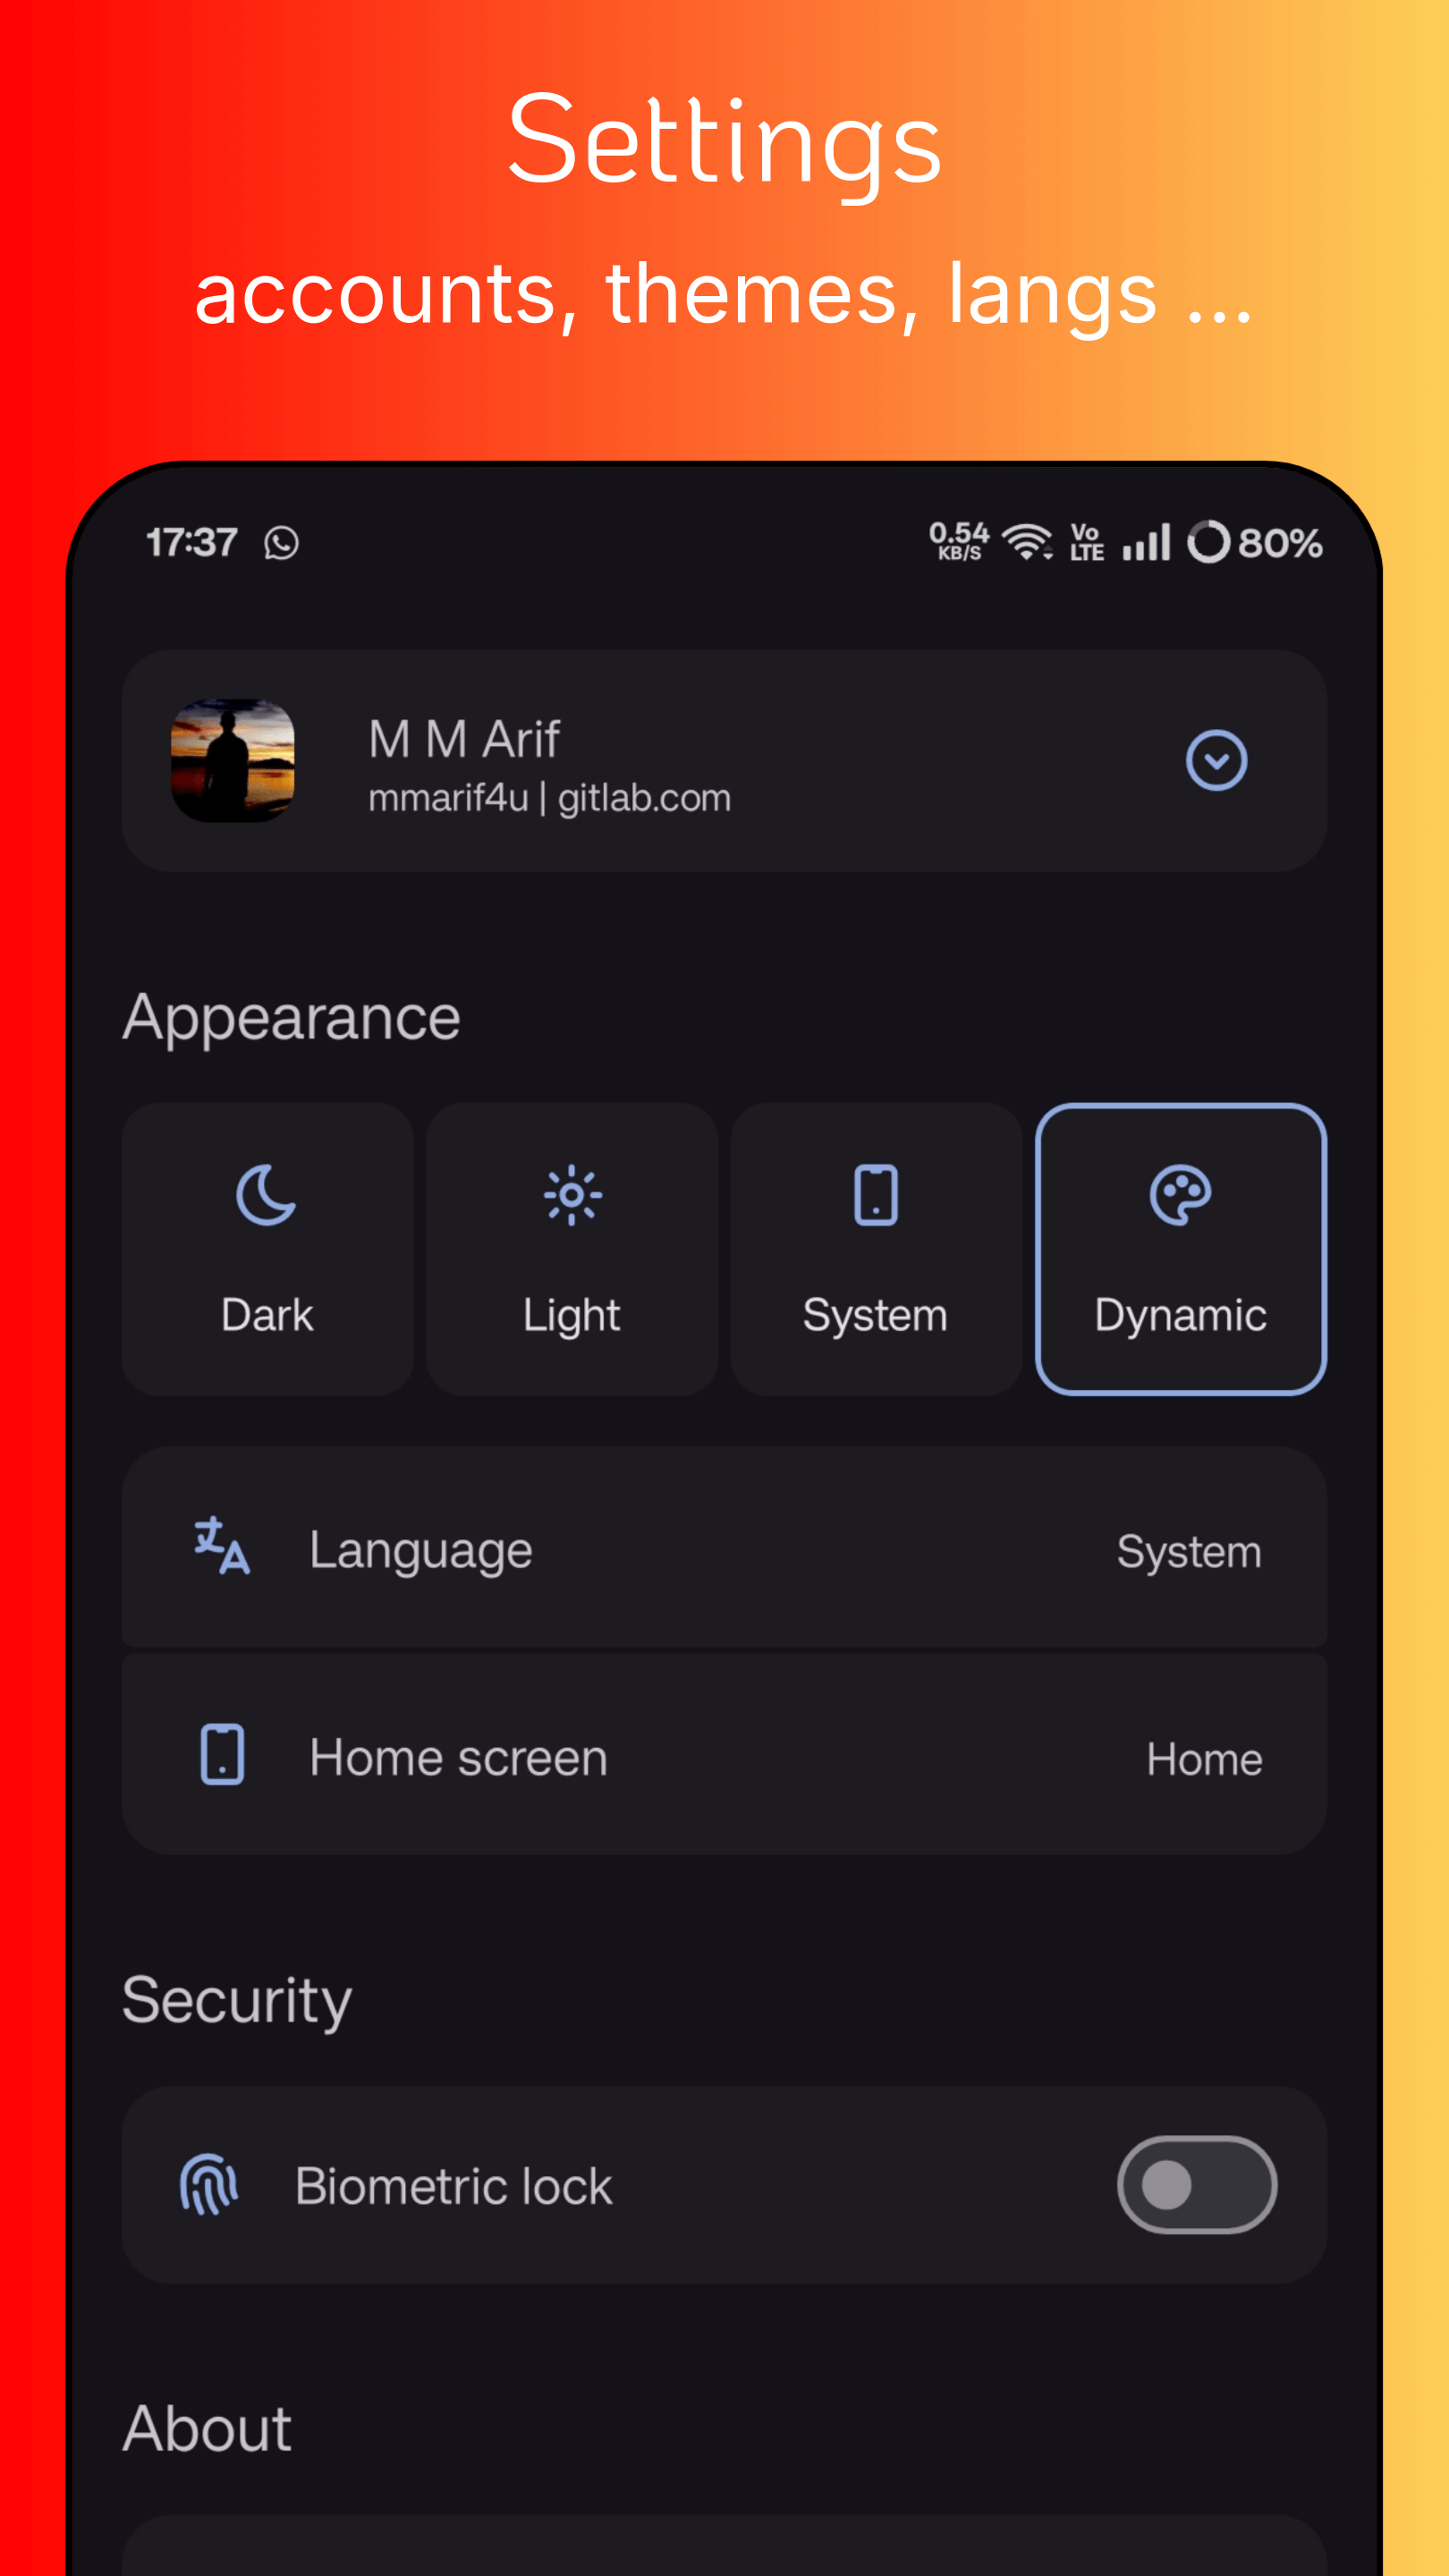 Settings
accounts, themes, langs ...
17:37
0.54 KB/S
Vo LTE
80%
M M Arif
mmarif4u | gitlab.com
Appearance
Dark
Light
System
Dynamic
Language
System
Home screen
Home
Security
Biometric lock
About